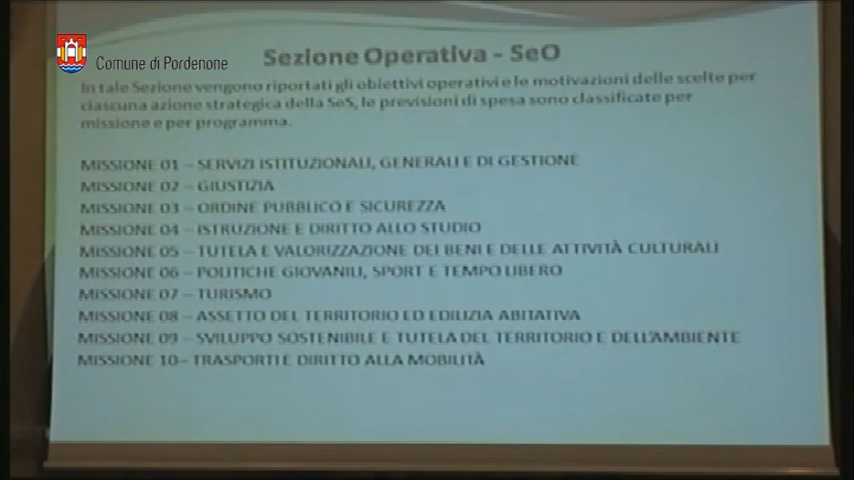 Comune di Pordenone
Sezione Operativa - SeO
In tale Sezione vengono riportati gli obiettivi operativi e le motivazioni delle scelte per
ciascuna azione strategica della SeS, le previsioni di spesa sono classificate per
missione e per programma.
MISSIONE 01 – SERVIZI ISTITUZIONALI, GENERALI E DI GESTIONE
MISSIONE 02 – GIUSTIZIA
MISSIONE 03 – ORDINE PUBBLICO E SICUREZZA
MISSIONE 04 – ISTRUZIONE E DIRITTO ALLO STUDIO
MISSIONE 05 – TUTELA E VALORIZZAZIONE DEI BENI E DELLE ATTIVITÀ CULTURALI
MISSIONE 06 – POLITICHE GIOVANILI, SPORT E TEMPO LIBERO
MISSIONE 07 – TURISMO
MISSIONE 08 – ASSETTO DEL TERRITORIO ED EDILIZIA ABITATIVA
MISSIONE 09 – SVILUPPO SOSTENIBILE E TUTELA DEL TERRITORIO E DELL'AMBIENTE
MISSIONE 10– TRASPORTI E DIRITTO ALLA MOBILITÀ